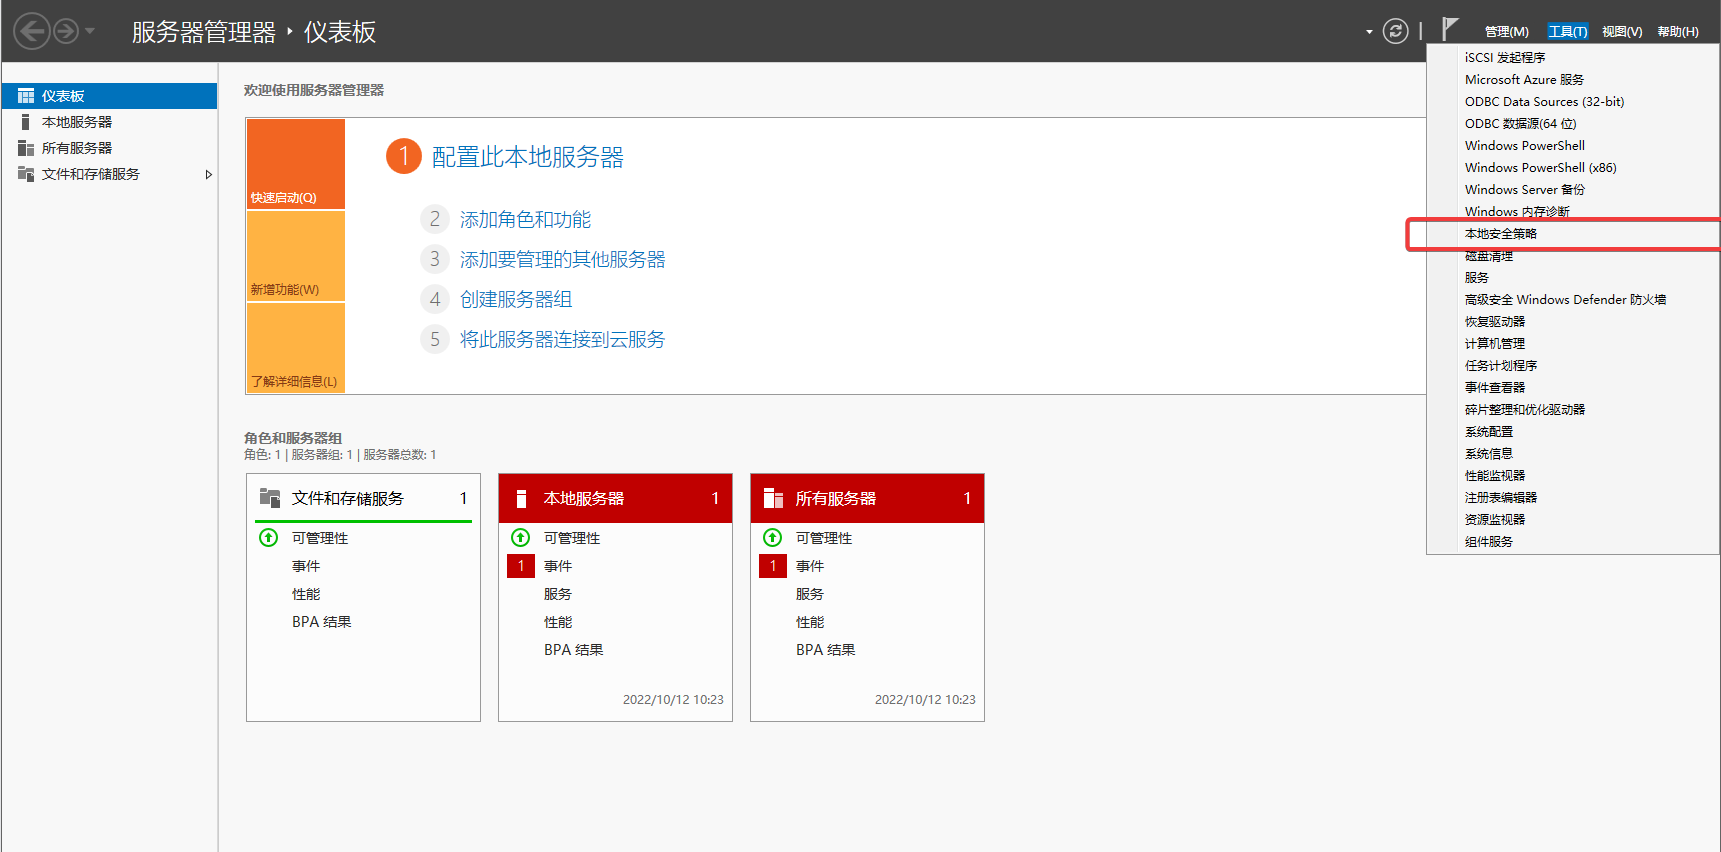 服务器管理器 ‣ 仪表板
管理(M) 工具(T) 视图(V) 帮助(H)
仪表板
本地服务器
所有服务器
文件和存储服务
欢迎使用服务器管理器
快速启动(Q)
新增功能(W)
了解详细信息(L)
1 配置此本地服务器
2 添加角色和功能
3 添加要管理的其他服务器
4 创建服务器组
5 将此服务器连接到云服务
角色和服务器组
角色: 1 | 服务器组: 1 | 服务器总数: 1
文件和存储服务 1
可管理性
事件
性能
BPA 结果
本地服务器 1
可管理性
1 事件
服务
性能
BPA 结果
2022/10/12 10:23
所有服务器 1
可管理性
1 事件
服务
性能
BPA 结果
2022/10/12 10:23
iSCSI 发起程序
Microsoft Azure 服务
ODBC Data Sources (32-bit)
ODBC 数据源(64 位)
Windows PowerShell
Windows PowerShell (x86)
Windows Server 备份
Windows 内存诊断
本地安全策略
磁盘清理
服务
高级安全 Windows Defender 防火墙
恢复驱动器
计算机管理
任务计划程序
事件查看器
碎片整理和优化驱动器
系统配置
系统信息
性能监视器
注册表编辑器
资源监视器
组件服务